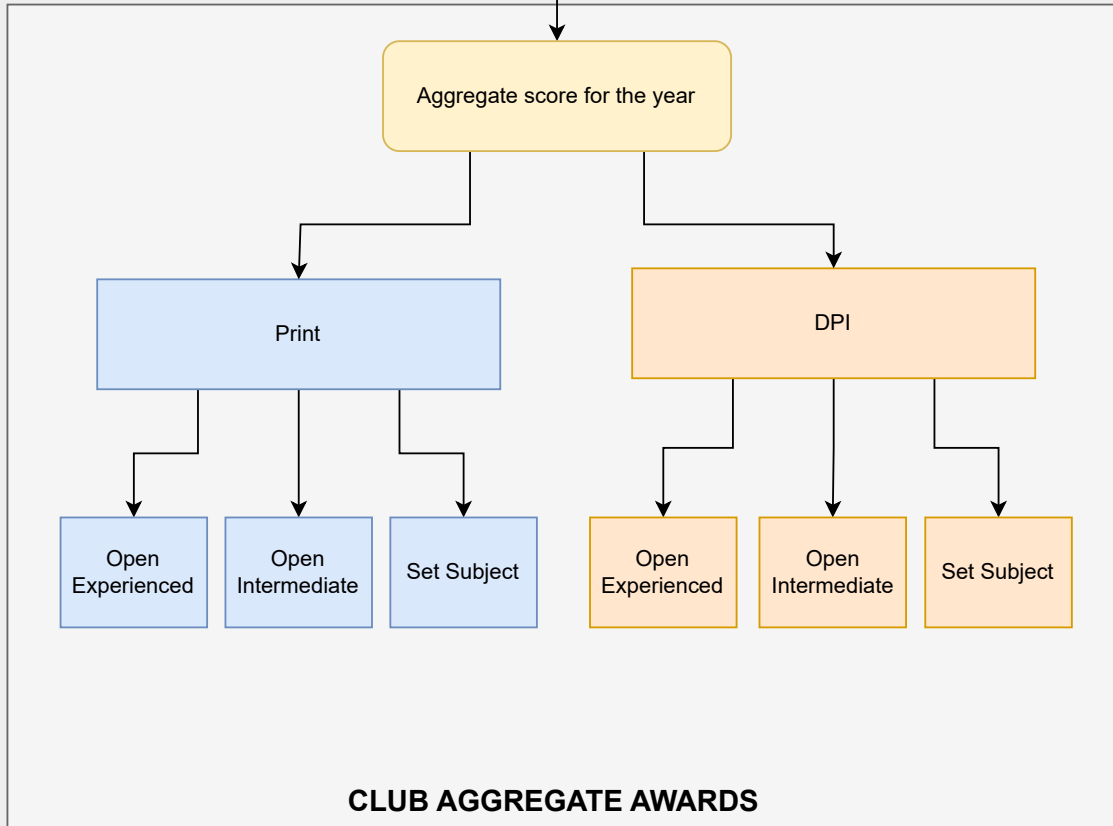 Aggregate score for the year
Print
DPI
Open
Experienced
Open
Intermediate
Set Subject
Open
Experienced
Open
Intermediate
Set Subject
CLUB AGGREGATE AWARDS